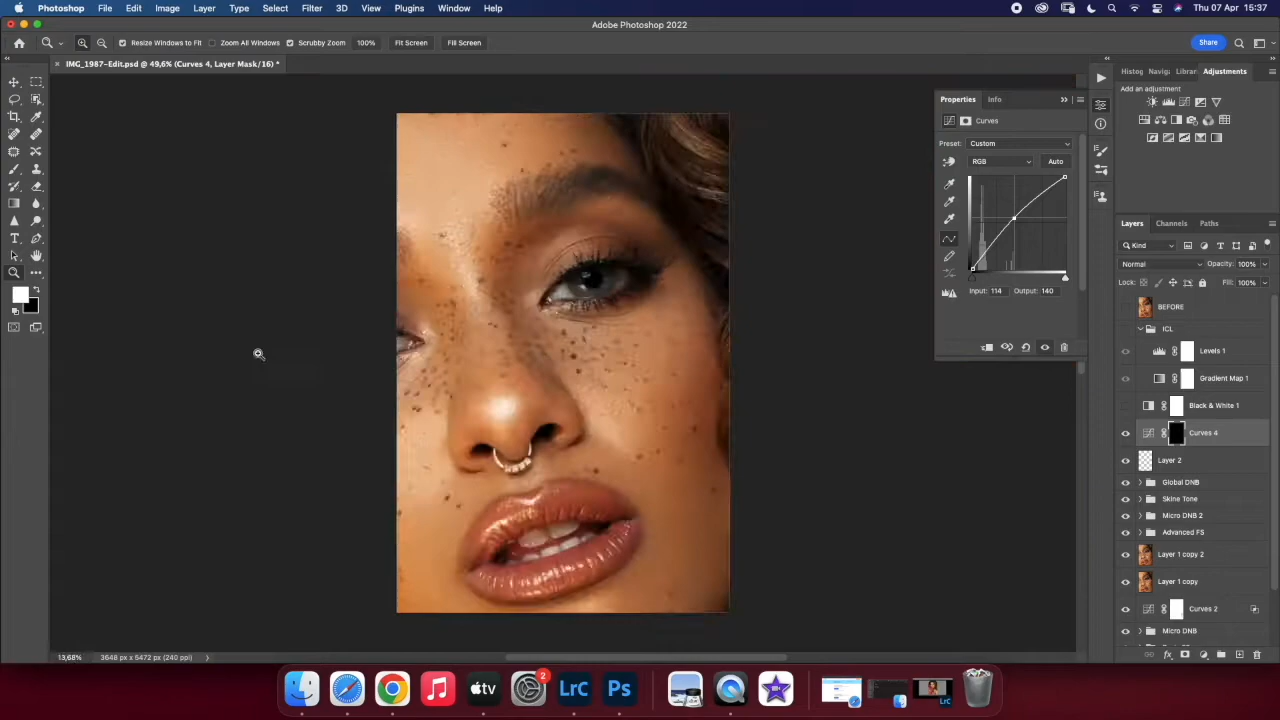 Photoshop File Edit Image Layer Type Select Filter 3D View Plugins Window Help Thu 07 Apr 15:37
Adobe Photoshop 2022
Resize Windows to Fit Zoom All Windows Scrubby Zoom 100% Fit Screen Fill Screen Share
IMG_1987-Edit.psd @ 49,6% (Curves 4, Layer Mask/16) *
Histog Navig Librar Adjustments
Add an adjustment
Properties Info
Curves
Preset: Custom
RGB Auto
Input: 114 Output: 140
Layers Channels Paths
Kind
Normal Opacity: 100%
Lock: Fill: 100%
BEFORE
ICL
Levels 1
Gradient Map 1
Black & White 1
Curves 4
Layer 2
Global DNB
Skine Tone
Micro DNB 2
Advanced FS
Layer 1 copy 2
Layer 1 copy
Curves 2
Micro DNB
13,68% 3648 px x 5472 px (240 ppi)
tv
2
LrC
Ps
LrC